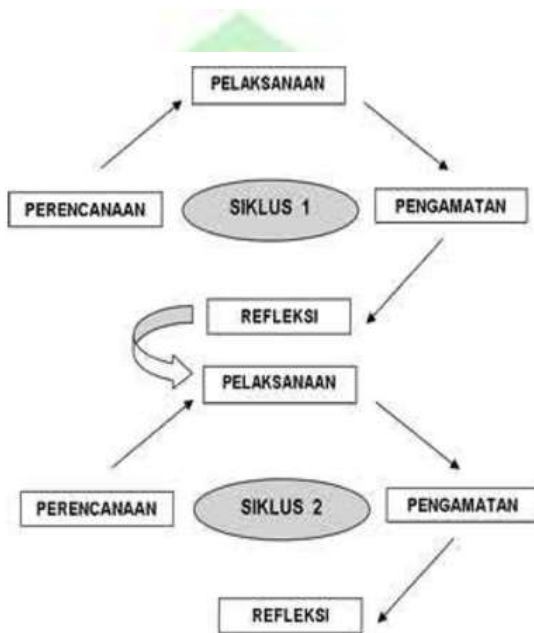 PELAKSANAAN
PERENCANAAN
SIKLUS 1
PENGAMATAN
REFLEKSI
PELAKSANAAN
PERENCANAAN
SIKLUS 2
PENGAMATAN
REFLEKSI